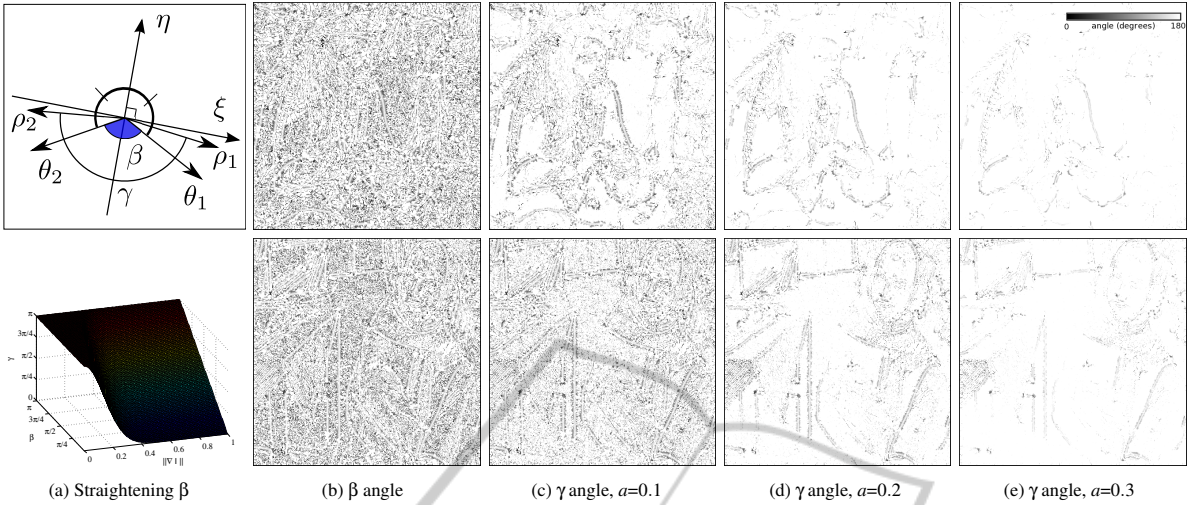 η
ξ
ρ2
ρ1
β
θ2
θ1
γ
0 angle (degrees) 180
π
3π/4
π/2
π/4
0
γ
π
3π/4
π/2
π/4
β
0 0.2 0.4 0.6 0.8 1
||∇ I ||
(a) Straightening β
(b) β angle
(c) γ angle, a=0.1
(d) γ angle, a=0.2
(e) γ angle, a=0.3